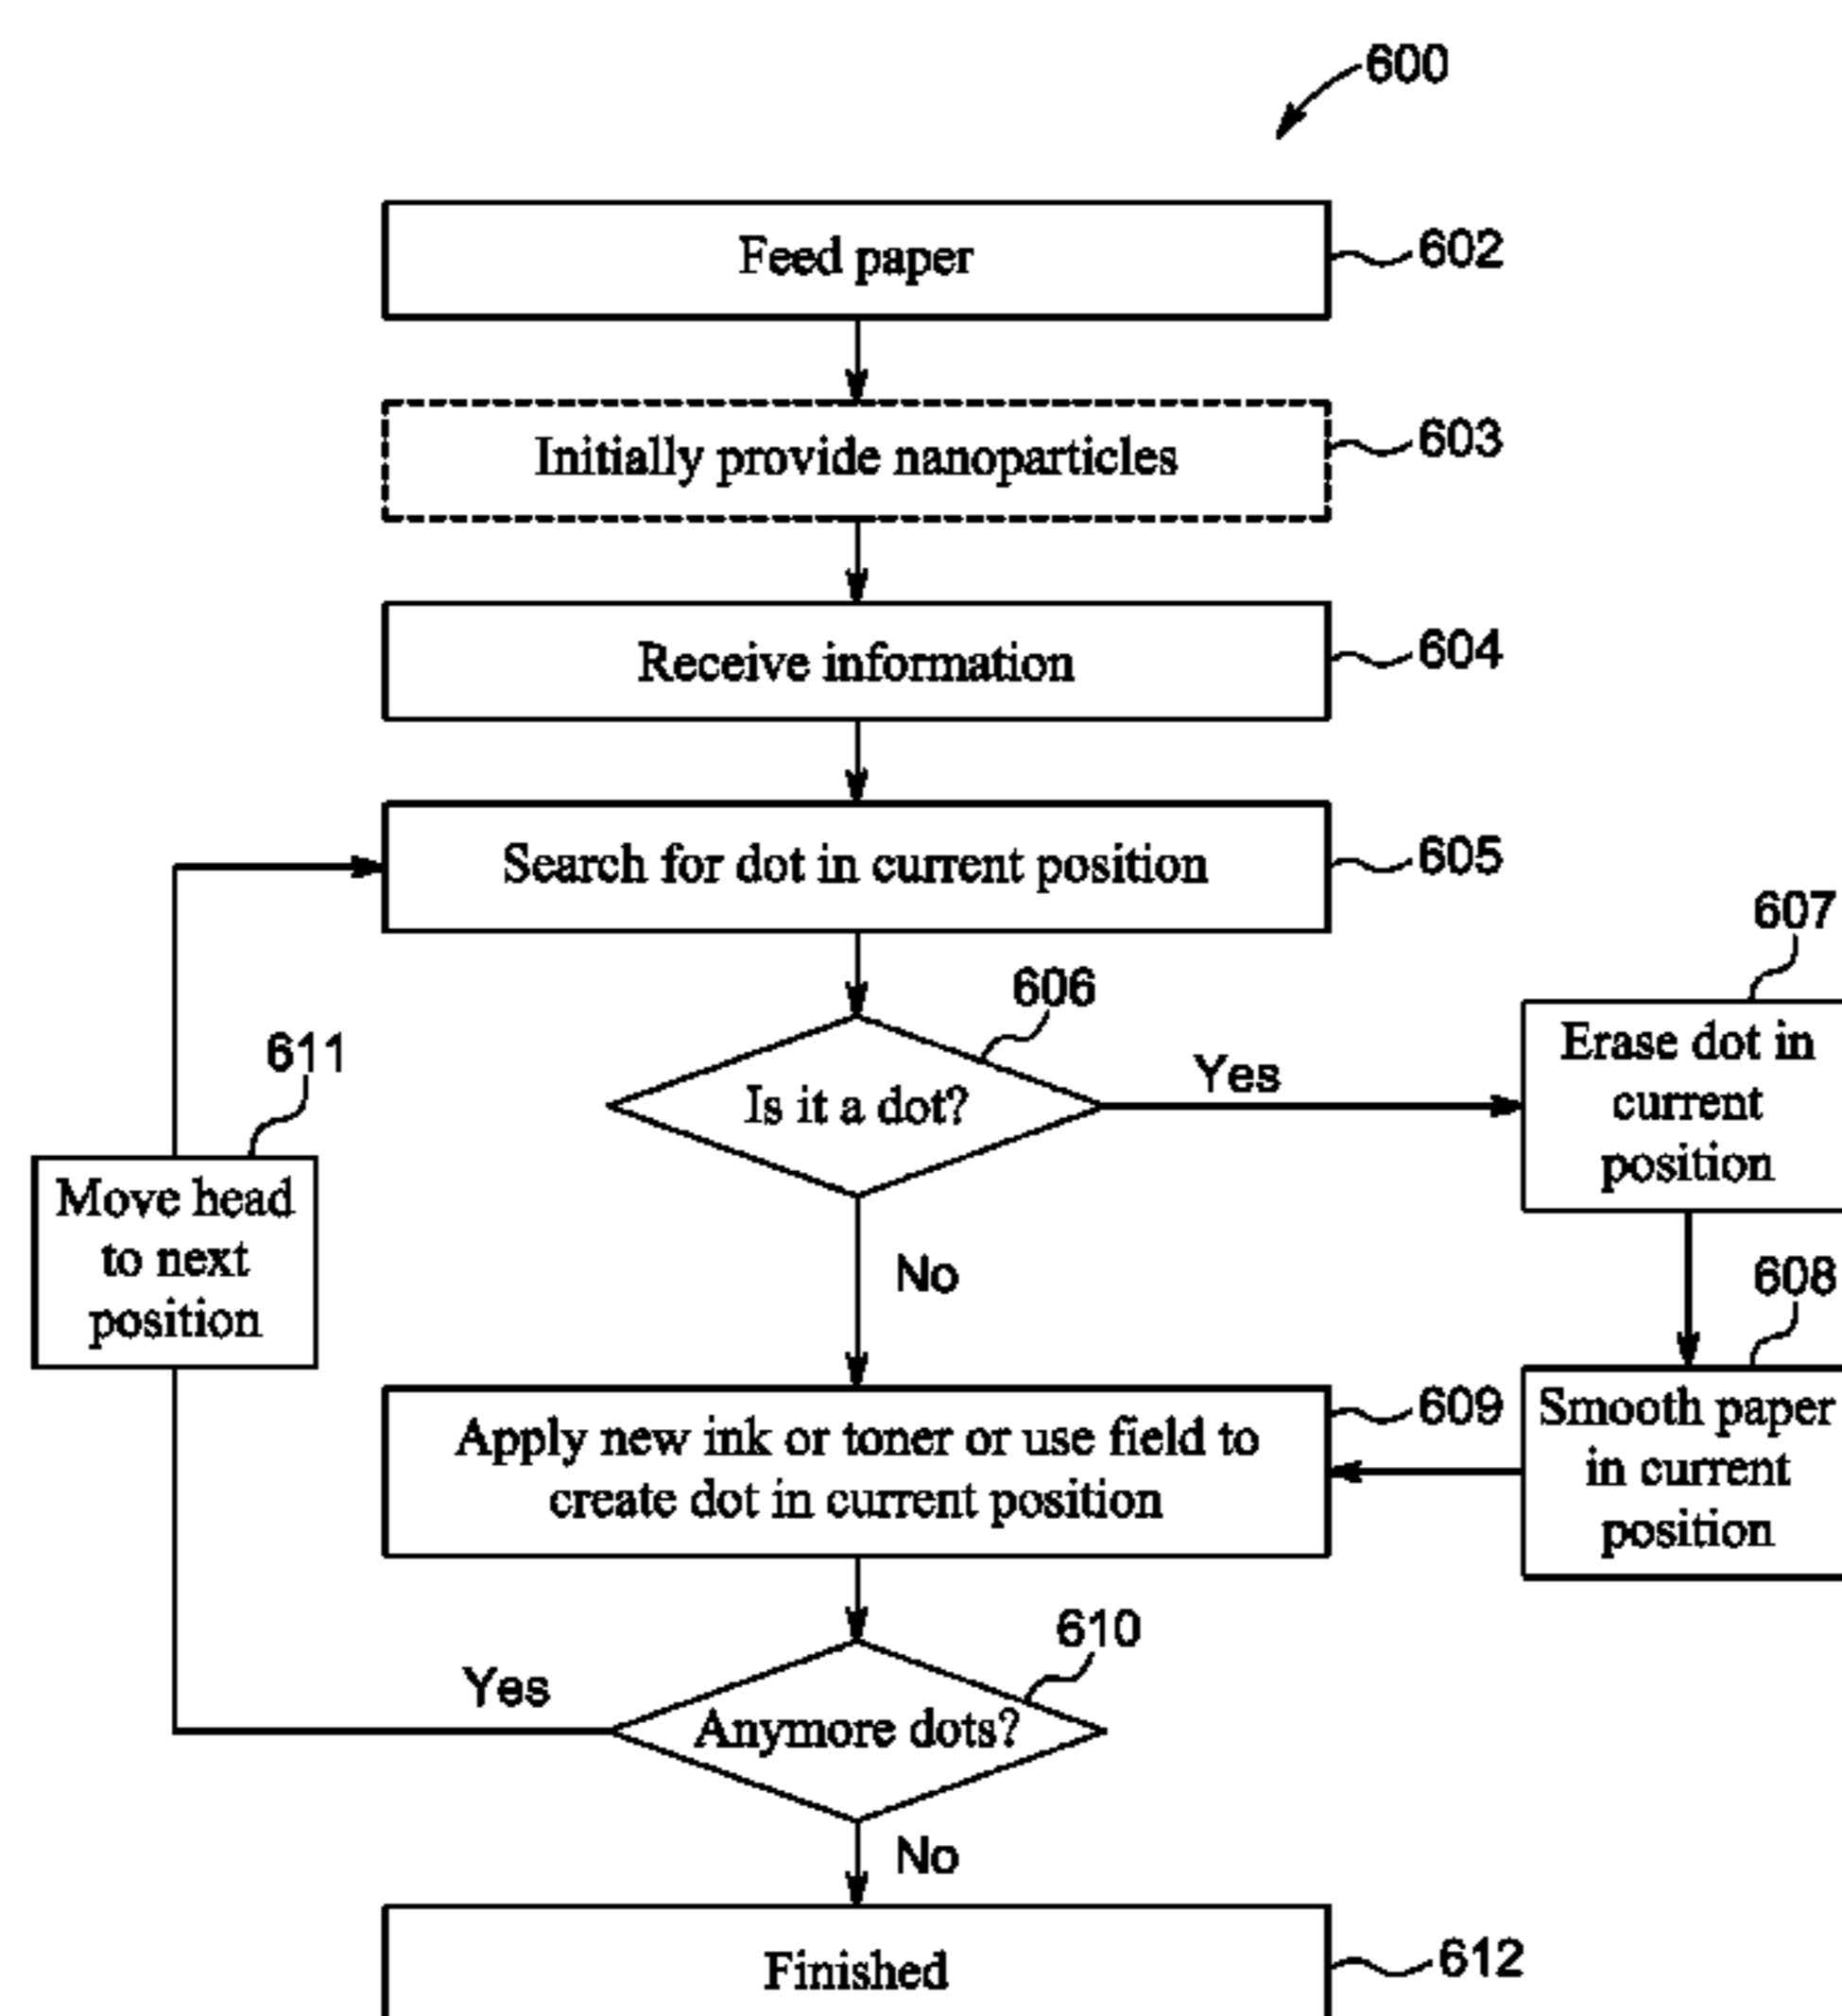 600
Feed paper
602
Initially provide nanoparticles
603
Receive information
604
Search for dot in current position
605
607
606
Erase dot in
current
position
Is it a dot?
Yes
611
Move head
to next
position
No
608
Smooth paper
in current
position
609
Apply new ink or toner or use field to
create dot in current position
610
Yes
Anymore dots?
No
Finished
612